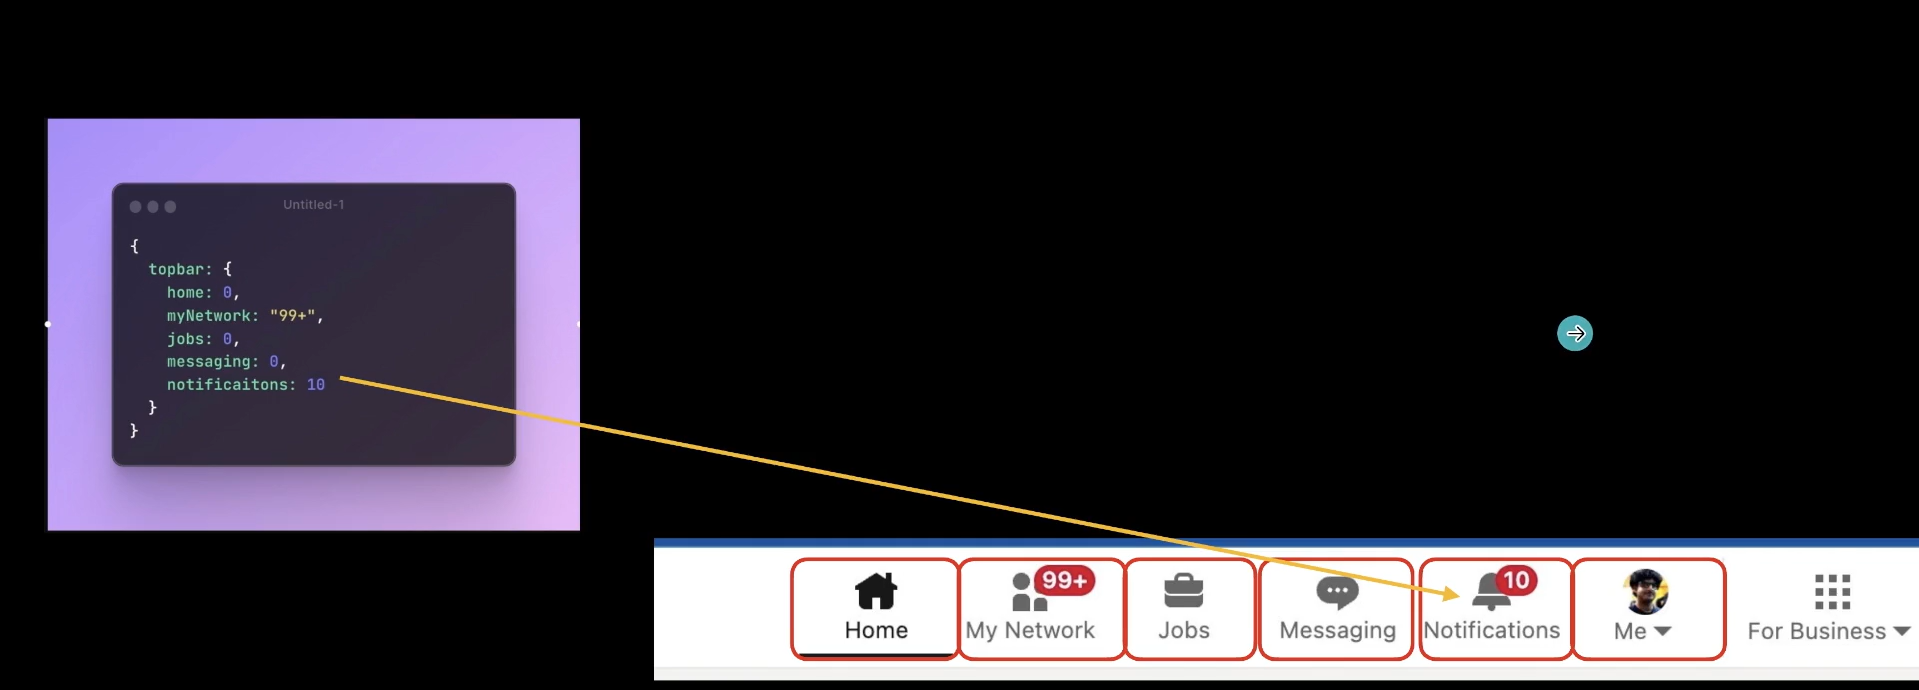 Untitled-1
{
topbar: {
home: 0,
myNetwork: "99+",
jobs: 0,
messaging: 0,
notificaitons: 10
}
}
99+
10
Home
My Network
Jobs
Messaging
Notifications
Me
For Business